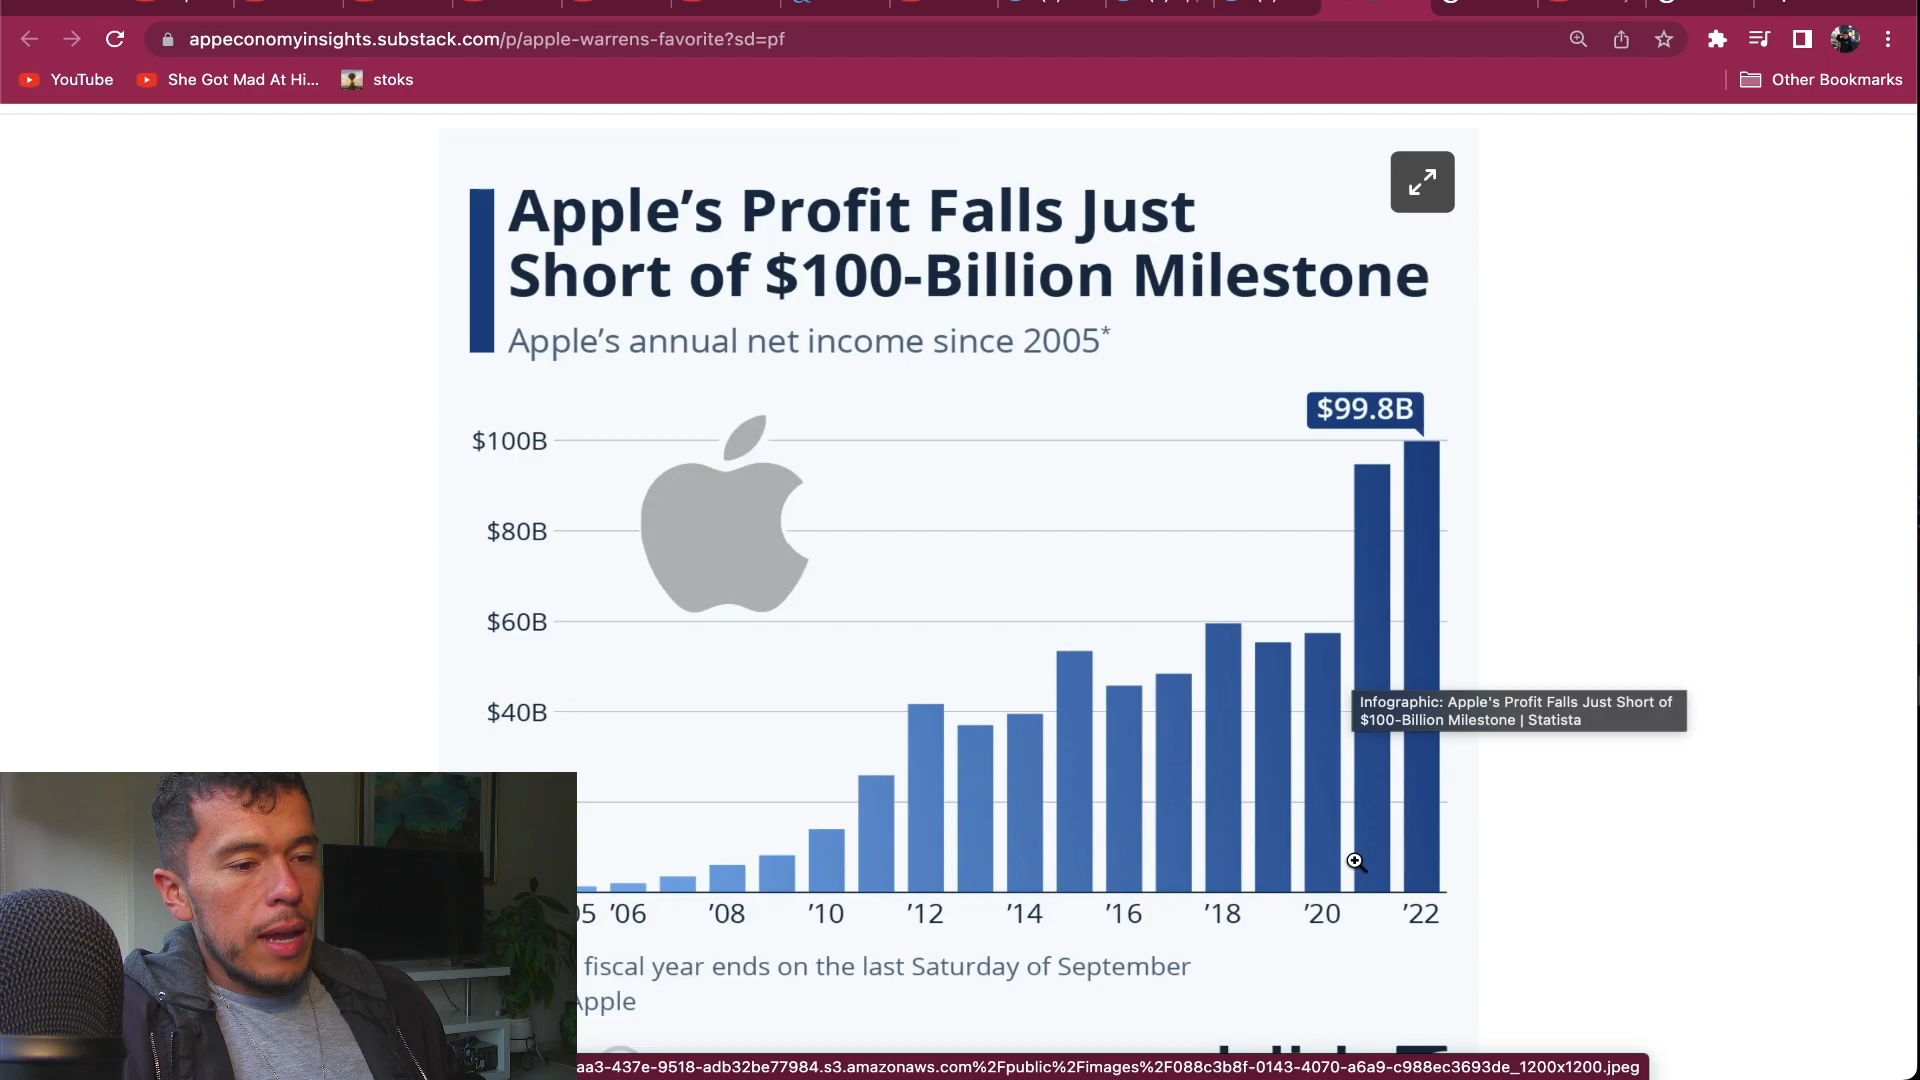 appeconomyinsights.substack.com/p/apple-warrens-favorite?sd=pf
YouTube
She Got Mad At Hi...
stoks
Other Bookmarks
Apple’s Profit Falls Just
Short of $100-Billion Milestone
Apple’s annual net income since 2005*
$99.8B
$100B
$80B
$60B
$40B
Infographic: Apple's Profit Falls Just Short of
$100-Billion Milestone | Statista
’06 ’08 ’10 ’12 ’14 ’16 ’18 ’20 ’22
fiscal year ends on the last Saturday of September
Apple
aa3-437e-9518-adb32be77984.s3.amazonaws.com%2Fpublic%2Fimages%2F088c3b8f-0143-4070-a6a9-c988ec3693de_1200x1200.jpeg